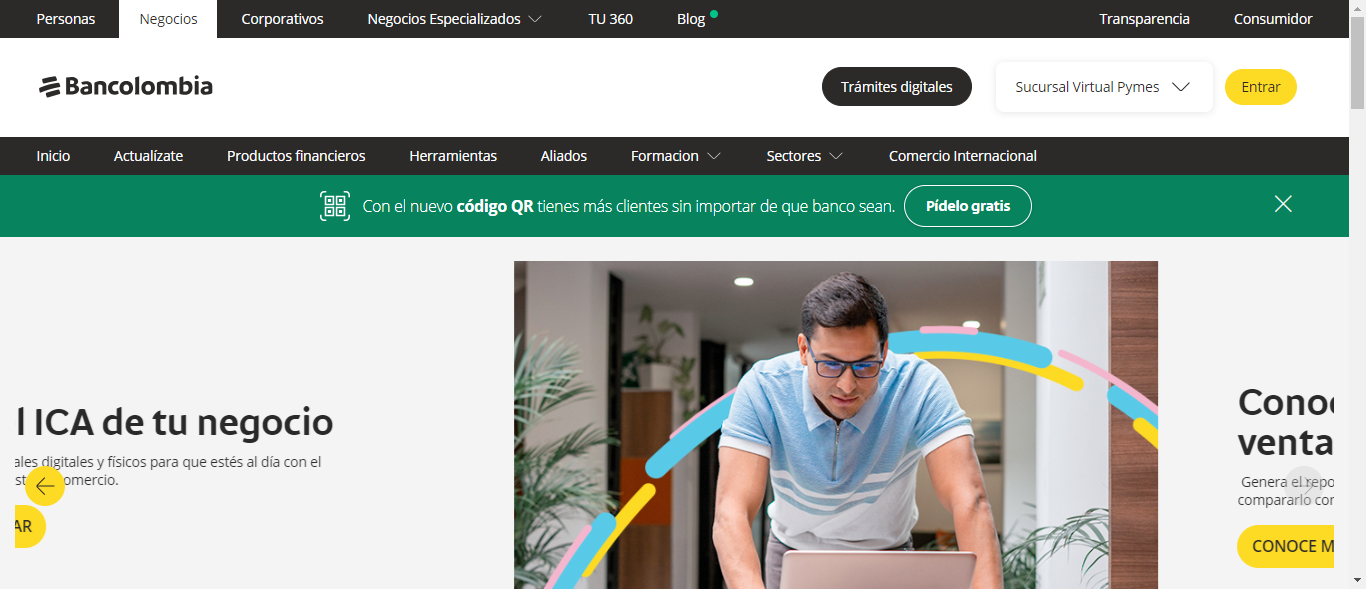 Personas Negocios Corporativos Negocios Especializados TU 360 Blog Transparencia Consumidor
Bancolombia
Trámites digitales Sucursal Virtual Pymes Entrar
Inicio Actualízate Productos financieros Herramientas Aliados Formacion Sectores Comercio Internacional
Con el nuevo código QR tienes más clientes sin importar de que banco sean. Pídelo gratis
l ICA de tu negocio
ales digitales y físicos para que estés al día con el
comercio.
AR
Conoc
venta
Genera el repo
compararlo con
CONOCE M